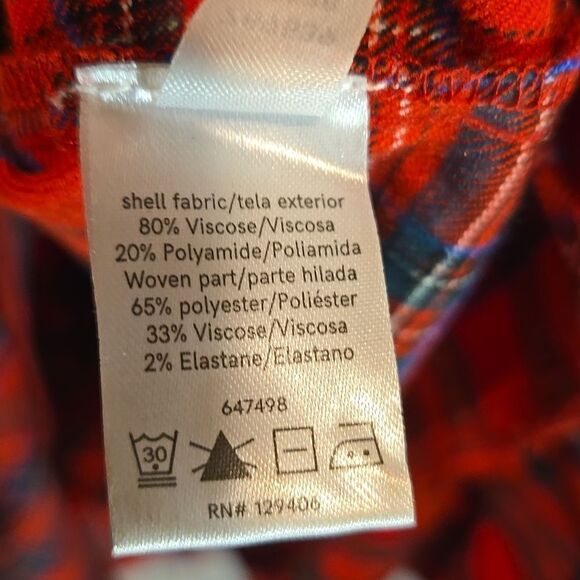 shell fabric/tela exterior
80% Viscose/Viscosa
20% Polyamide/Poliamida
Woven part/parte hilada
65% polyester/Poliéster
33% Viscose/Viscosa
2% Elastane/Elastano
647498
30
RN# 129406